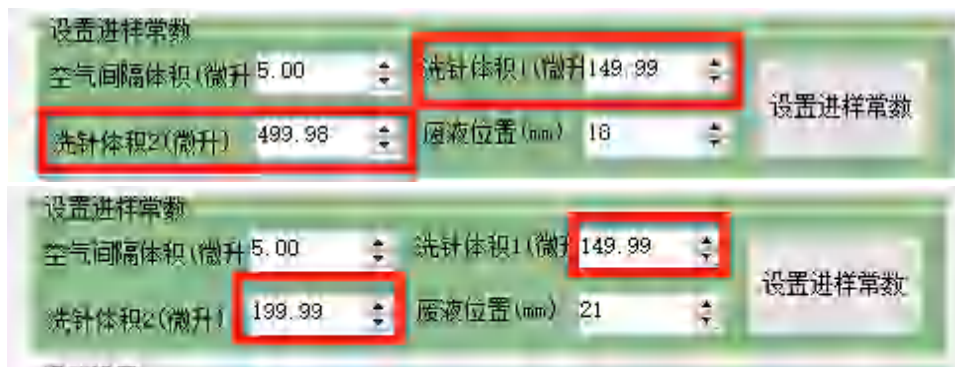 设置进样常数
空气间隔体积(微升 5.00 洗针体积1(微升 149.99
设置进样常数
洗针体积2(微升) 499.98 废液位置(mm) 18
设置进样常数
空气间隔体积(微升 5.00 洗针体积1(微升 149.99
设置进样常数
洗针体积2(微升) 199.99 废液位置(mm) 21